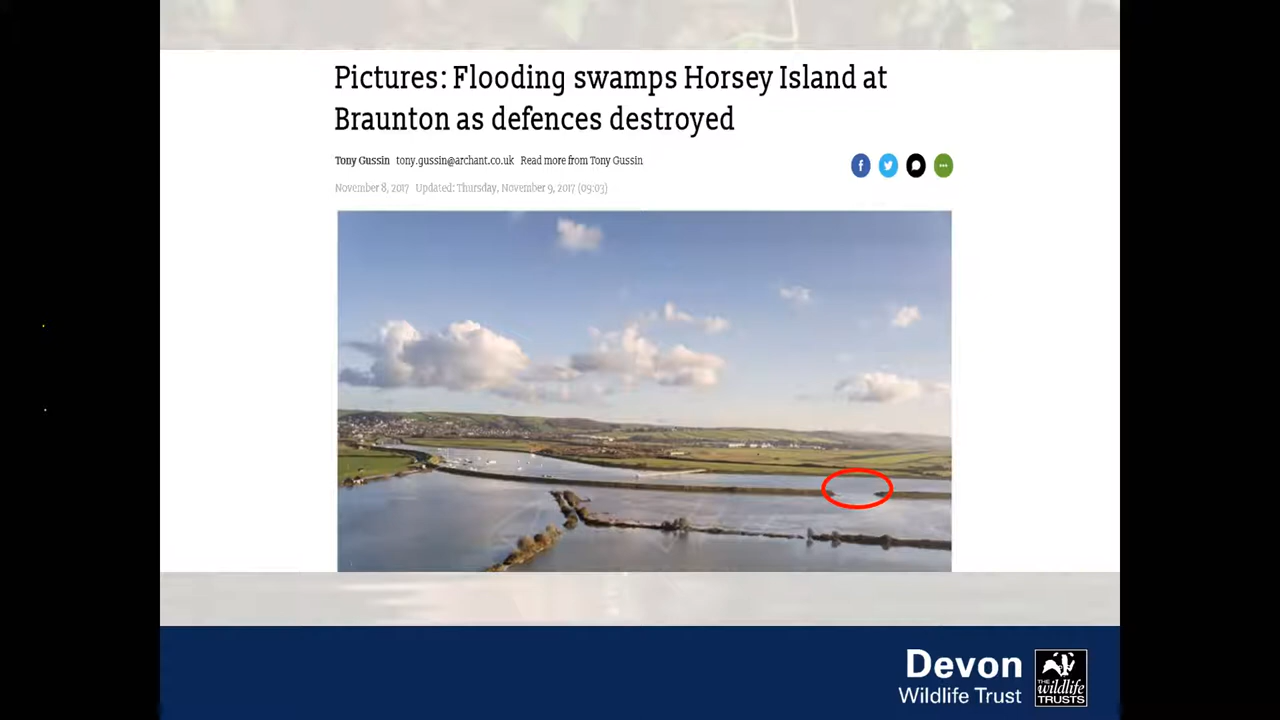 Pictures: Flooding swamps Horsey Island at
Braunton as defences destroyed
Tony Gussin tony.gussin@archant.co.uk Read more from Tony Gussin
November 8, 2017 Updated: Thursday, November 9, 2017 (09:03)
Devon
Wildlife Trust
THE
wildlife
TRUSTS